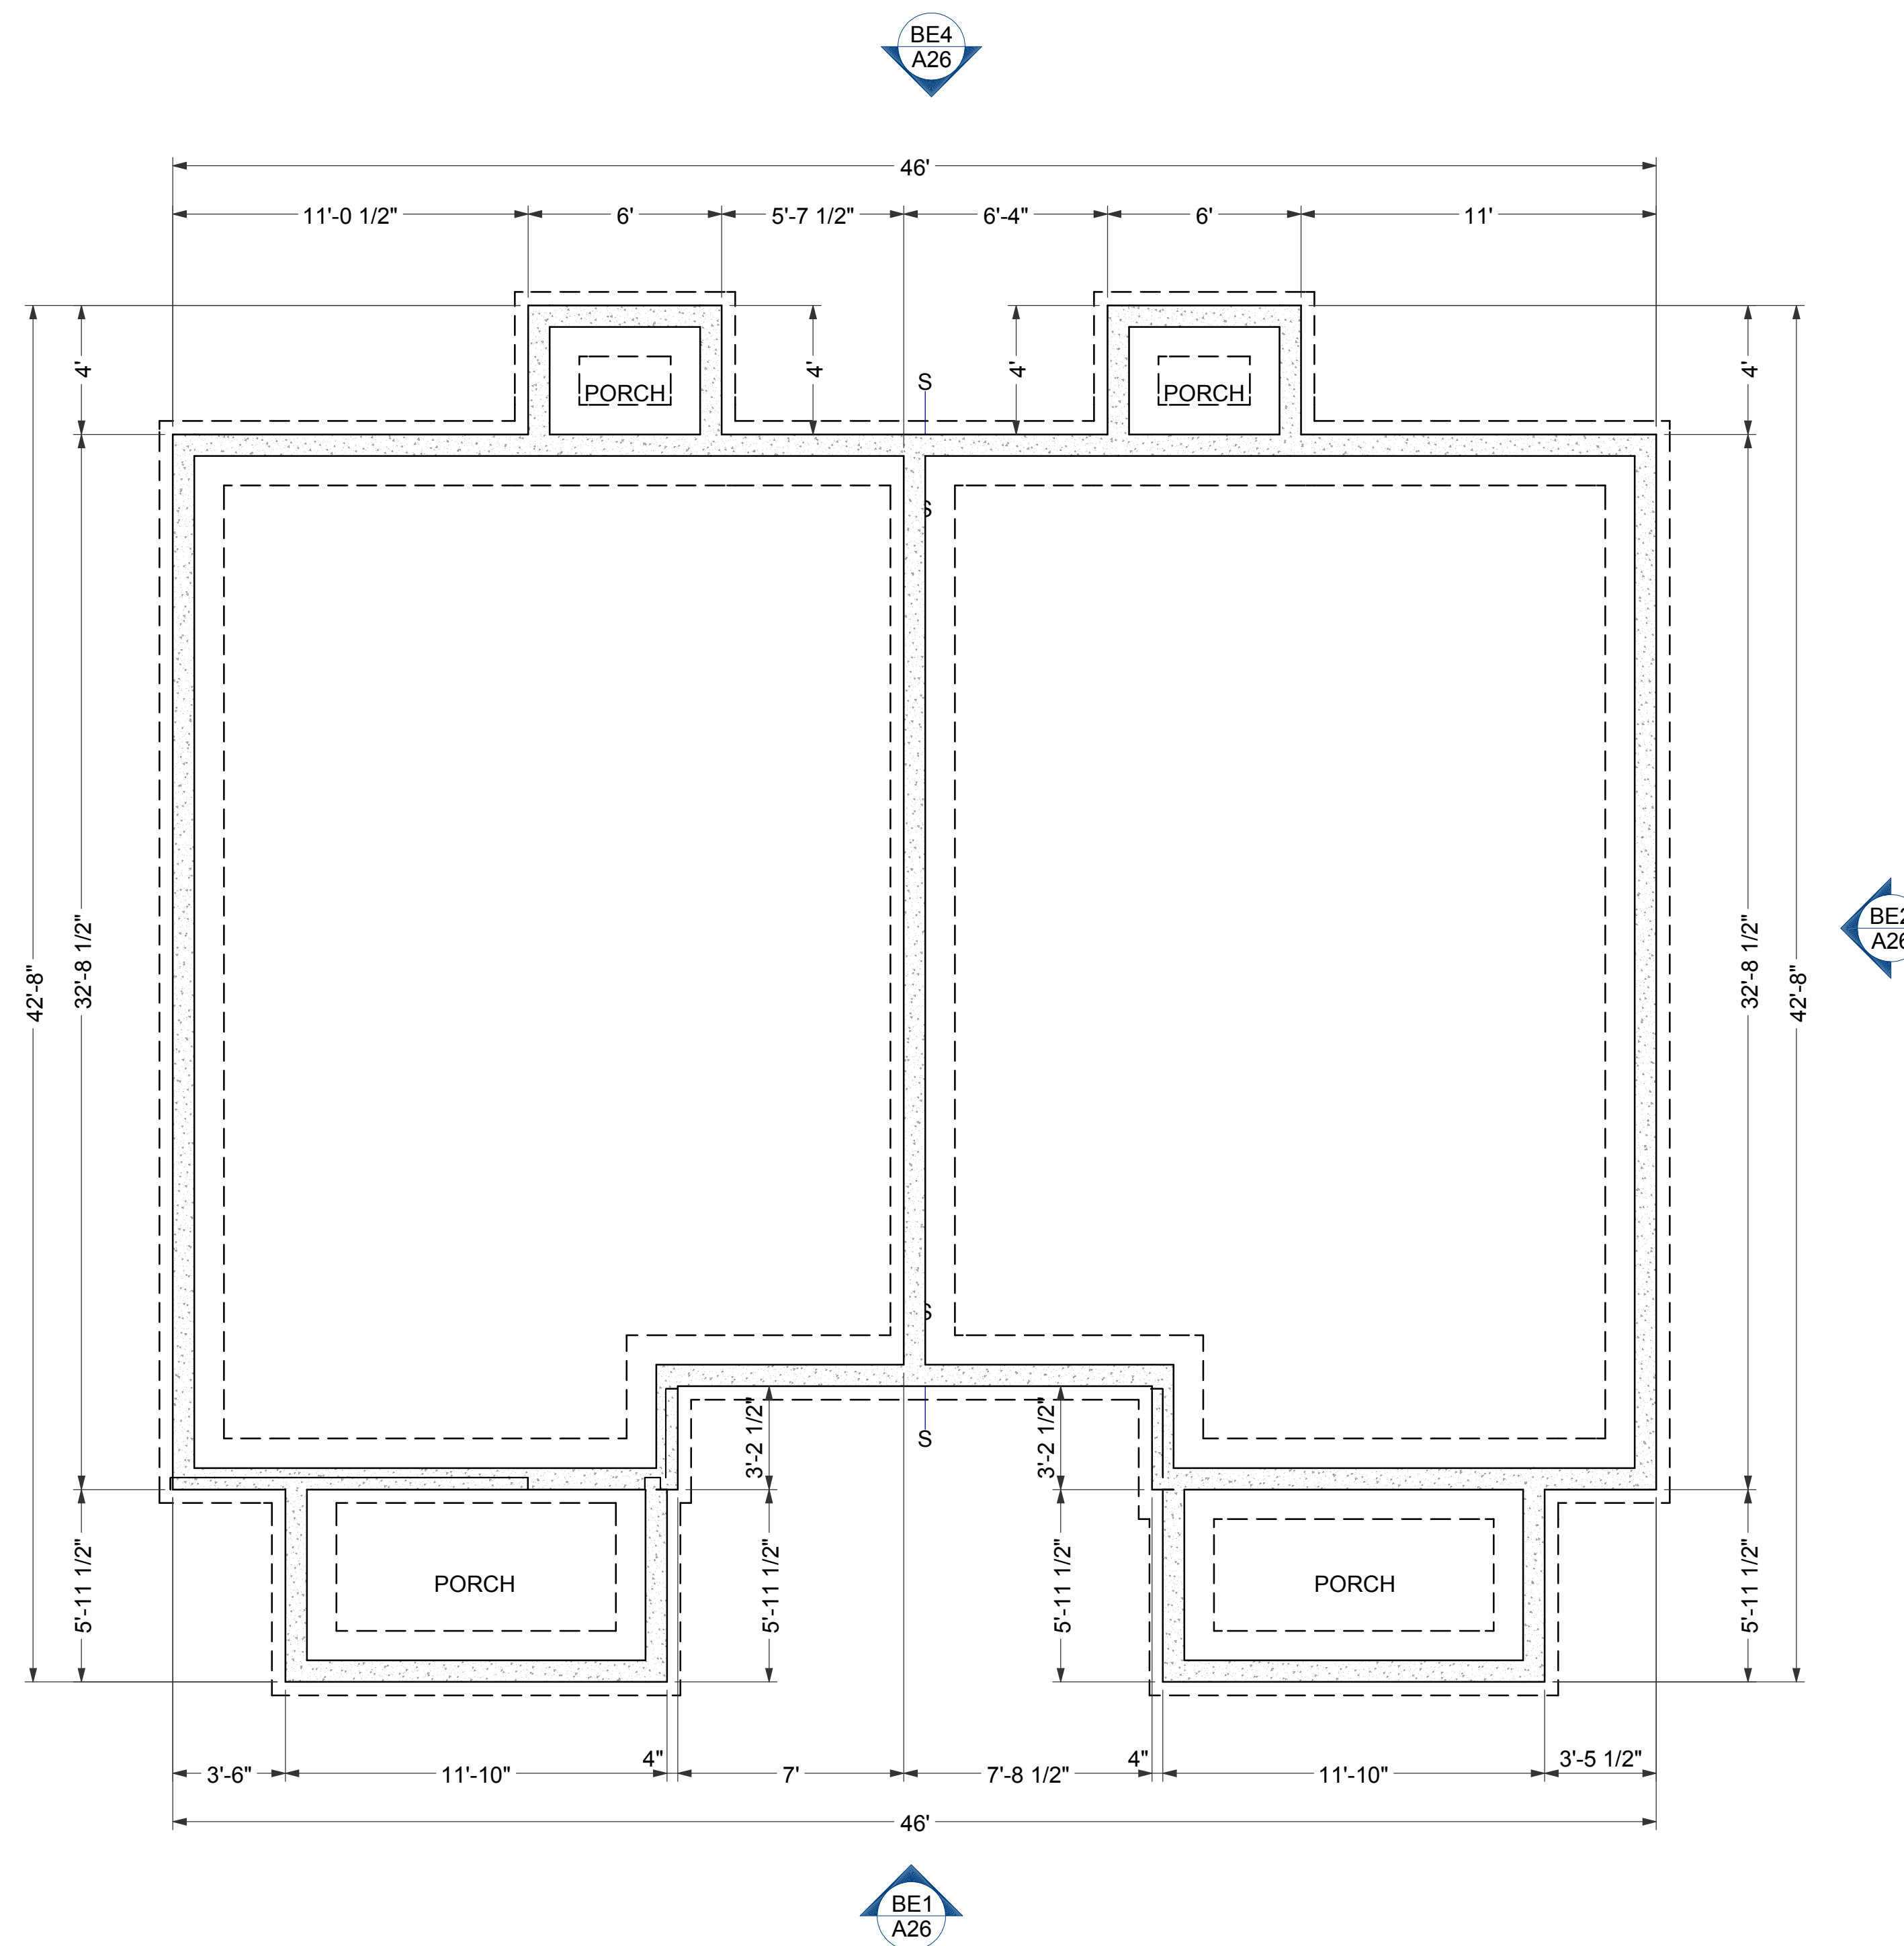 BE4
A26
46'
11'-0 1/2"
6'
5'-7 1/2"
6'-4"
6'
11'
4'
4'
4'
4'
PORCH
S
PORCH
S
32'-8 1/2"
42'-8"
BE2
A26
32'-8 1/2"
42'-8"
S
3'-2 1/2"
3'-2 1/2"
S
5'-11 1/2"
PORCH
5'-11 1/2"
5'-11 1/2"
PORCH
5'-11 1/2"
3'-6"
11'-10"
4"
7'
7'-8 1/2"
4"
11'-10"
3'-5 1/2"
46'
BE1
A26